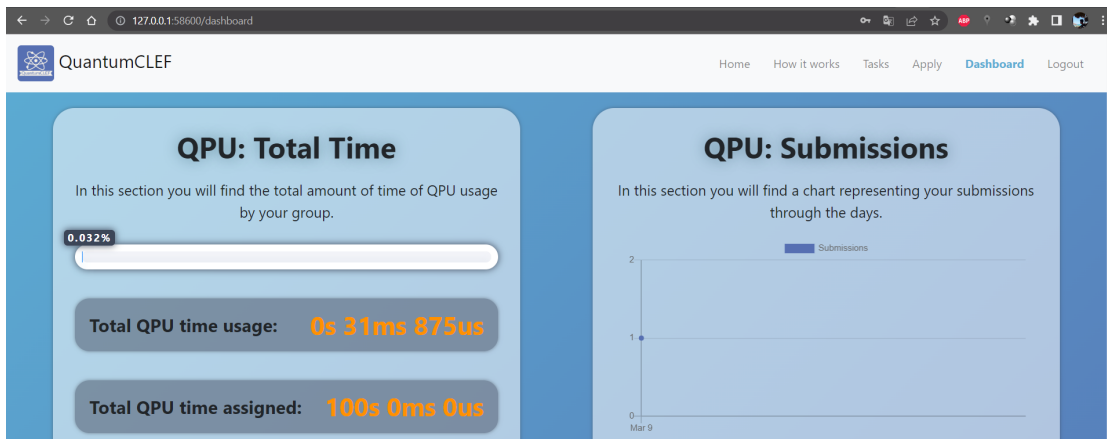 127.0.0.1:58600/dashboard
ABP
QuantumCLEF
Home How it works Tasks Apply Dashboard Logout
QPU: Total Time
In this section you will find the total amount of time of QPU usage
by your group.
0.032%
Total QPU time usage: 0s 31ms 875us
Total QPU time assigned: 100s 0ms 0us
QPU: Submissions
In this section you will find a chart representing your submissions
through the days.
Submissions
2
1
0
Mar 9